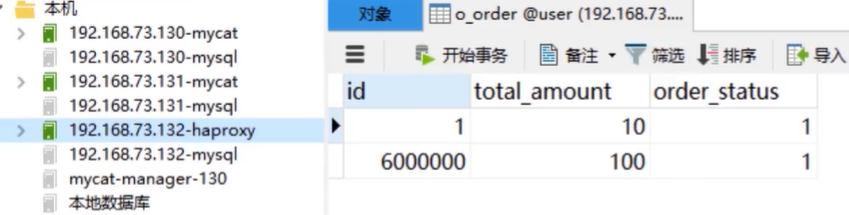 本机
192.168.73.130-mycat
192.168.73.130-mysql
192.168.73.131-mycat
192.168.73.131-mysql
192.168.73.132-haproxy
192.168.73.132-mysql
mycat-manager-130
本地数据库
对象 o_order @user (192.168.73....
开始事务 备注 筛选 排序 导入
id total_amount order_status
1 10 1
6000000 100 1